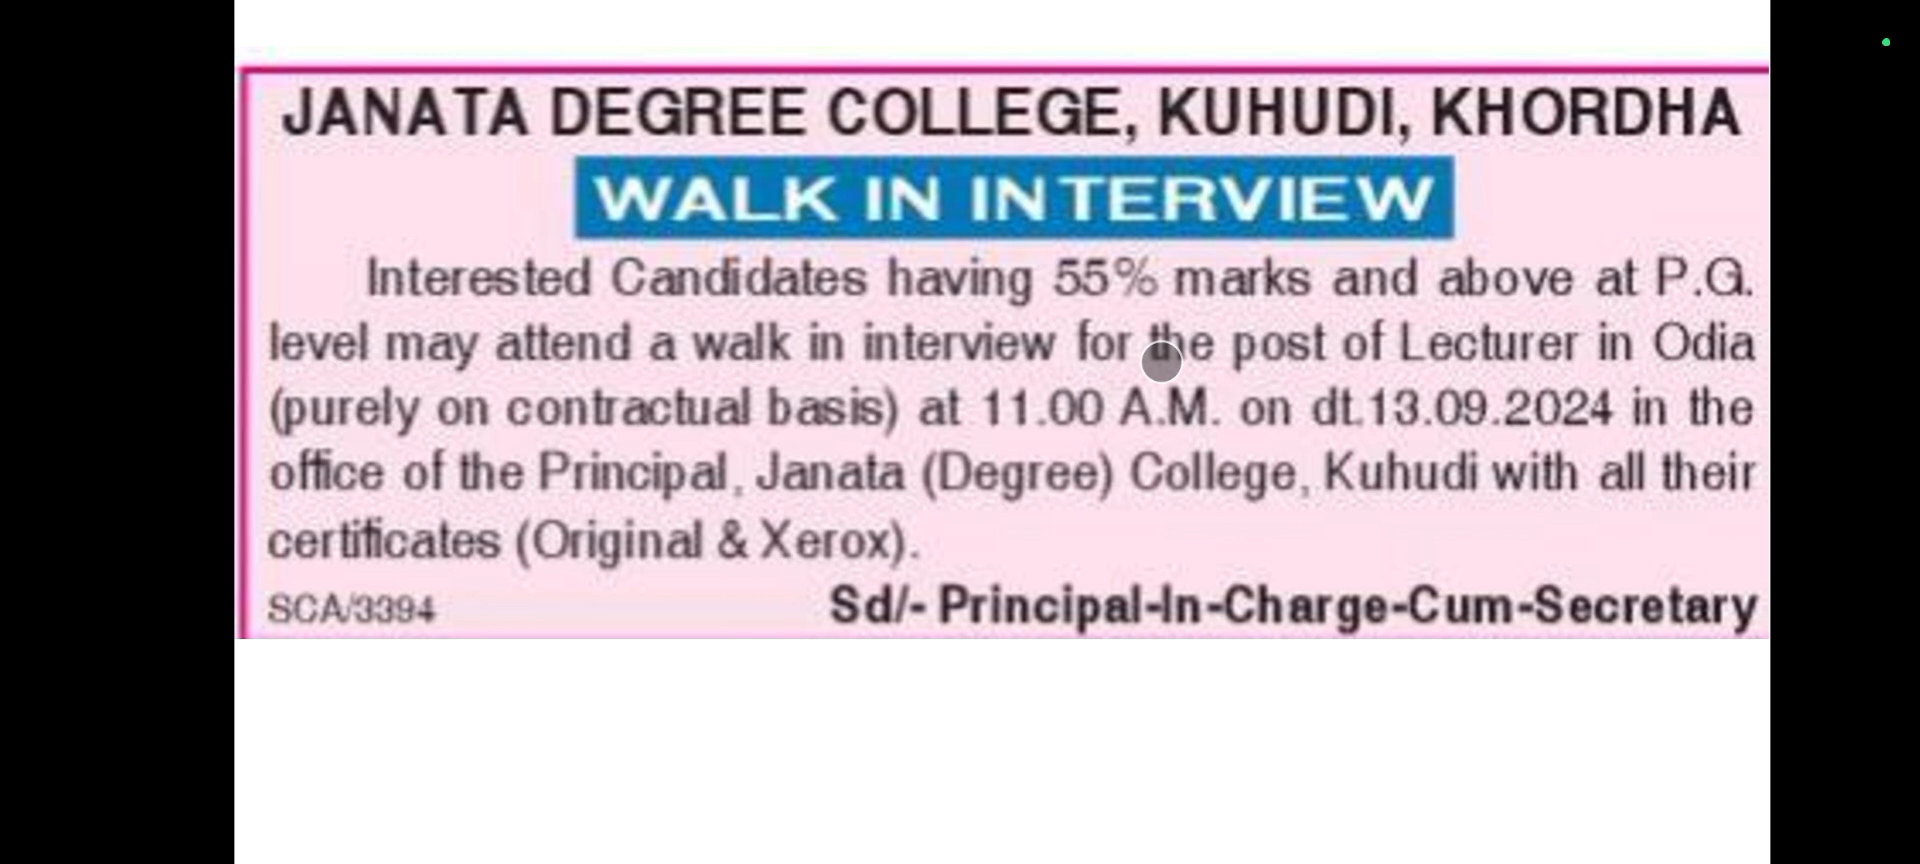 JANATA DEGREE COLLEGE, KUHUDI, KHORDHA
WALK IN INTERVIEW
Interested Candidates having 55% marks and above at P.G.
level may attend a walk in interview for the post of Lecturer in Odia
(purely on contractual basis) at 11.00 A.M. on dt.13.09.2024 in the
office of the Principal, Janata (Degree) College, Kuhudi with all their
certificates (Original & Xerox).
SCA/3394 Sd/- Principal-In-Charge-Cum-Secretary